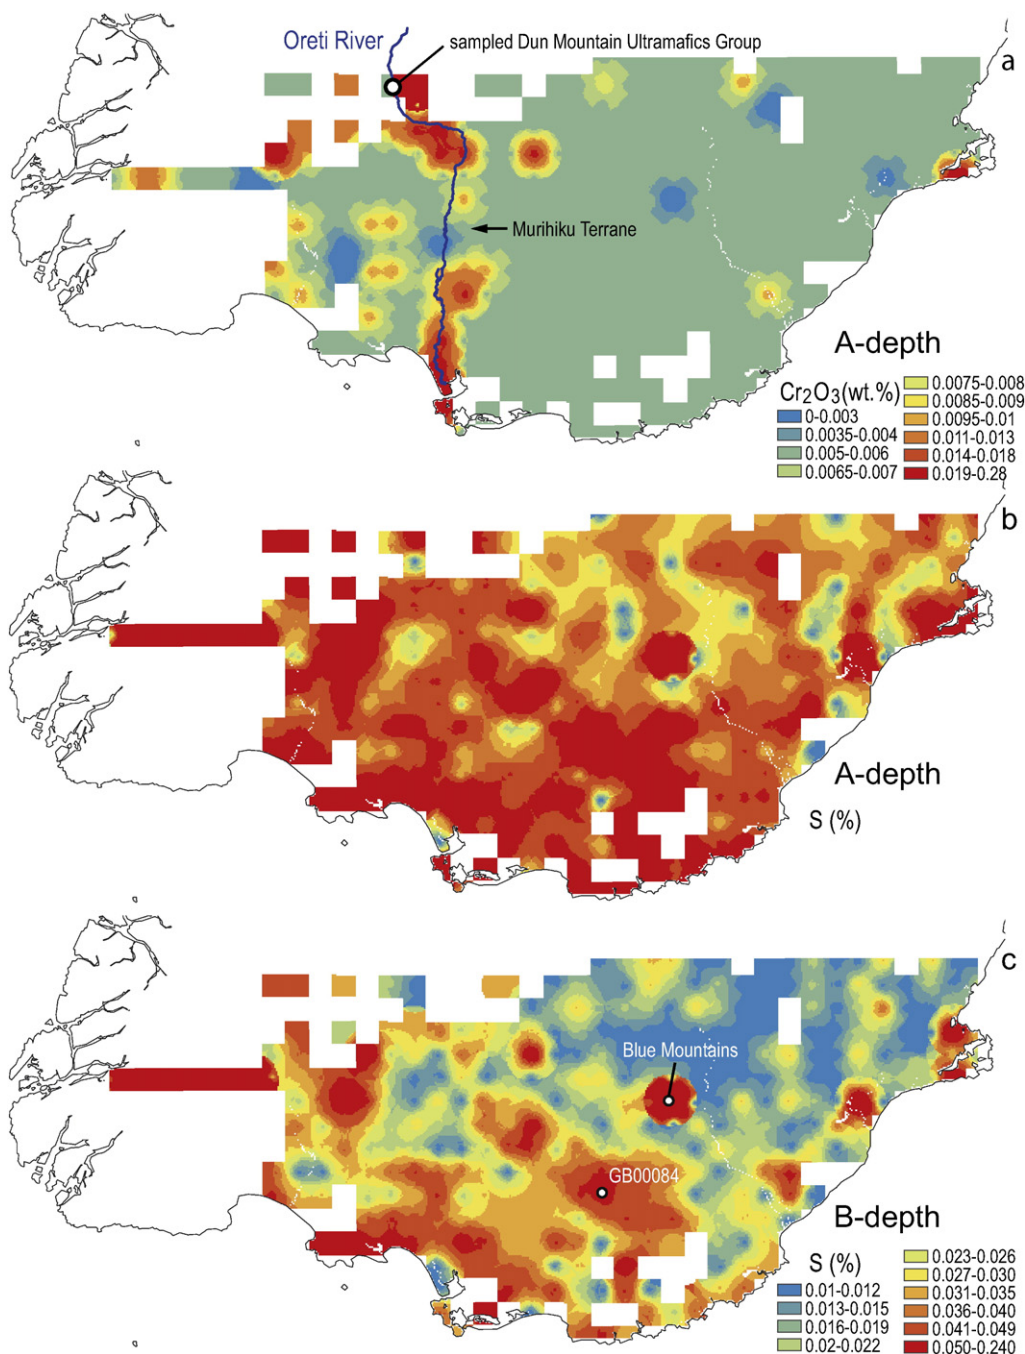 Oreti River
sampled Dun Mountain Ultramafics Group
a
Murihiku Terrane
A-depth
Cr₂O₃(wt.%)
0-0.003
0.0035-0.004
0.005-0.006
0.0065-0.007
0.0075-0.008
0.0085-0.009
0.0095-0.01
0.011-0.013
0.014-0.018
0.019-0.28
b
A-depth
S (%)
c
Blue Mountains
GB00084
B-depth
S (%)
0.01-0.012
0.013-0.015
0.016-0.019
0.02-0.022
0.023-0.026
0.027-0.030
0.031-0.035
0.036-0.040
0.041-0.049
0.050-0.240